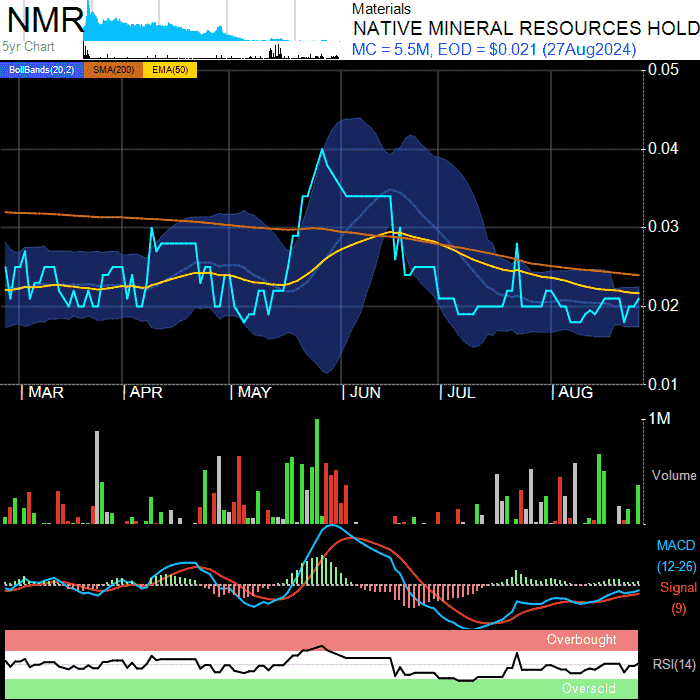 NMR
5yr Chart
Materials
NATIVE MINERAL RESOURCES HOLD
MC = 5.5M, EOD = $0.021 (27Aug2024)
BollBands(20,2) SMA(200) EMA(50)
0.05
0.04
0.03
0.02
0.01
MAR APR MAY JUN JUL AUG
1M
Volume
MACD
(12-26)
Signal
(9)
Overbought
RSI(14)
Oversold